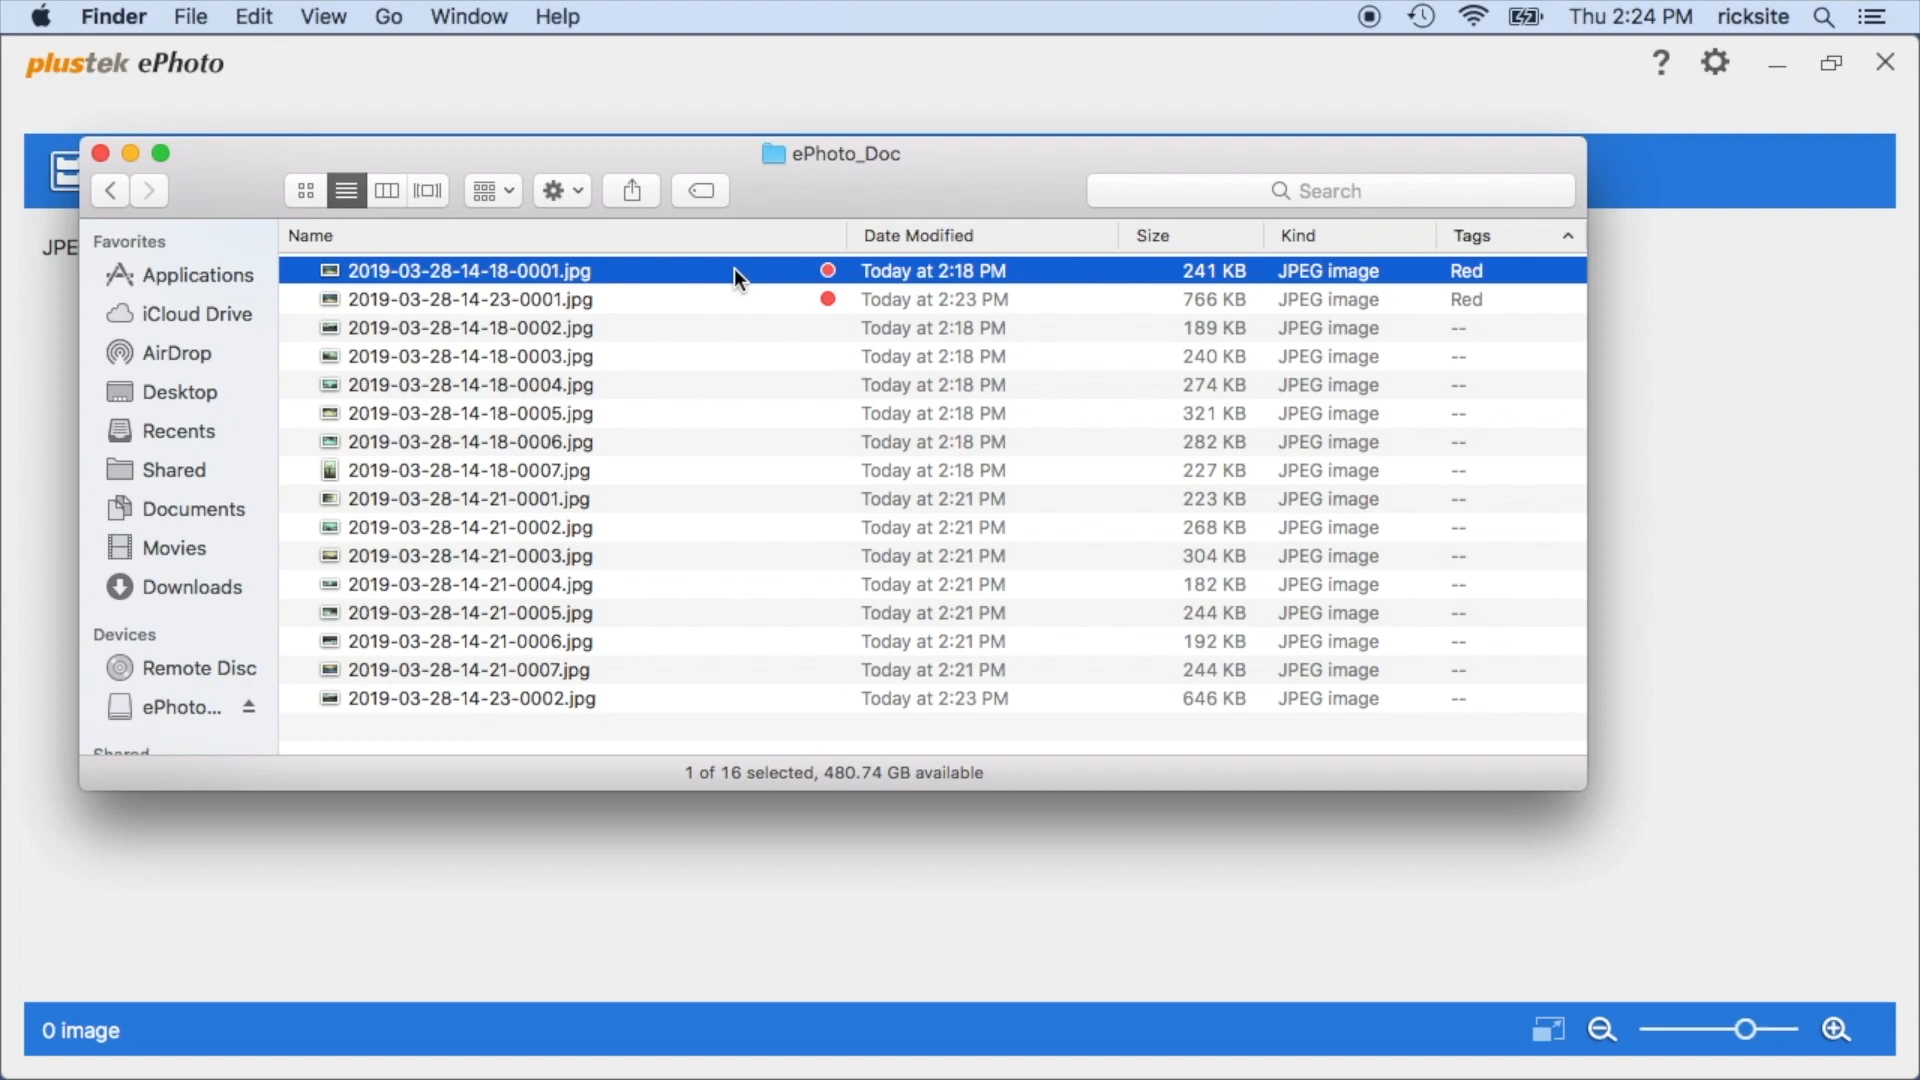 Finder File Edit View Go Window Help Thu 2:24 PM ricksite
plustek ePhoto ?
ePhoto_Doc
Search
JPE
Favorites
Applications
iCloud Drive
AirDrop
Desktop
Recents
Shared
Documents
Movies
Downloads
Devices
Remote Disc
ePhoto...
Shared
Name Date Modified Size Kind Tags
2019-03-28-14-18-0001.jpg Today at 2:18 PM 241 KB JPEG image Red
2019-03-28-14-23-0001.jpg Today at 2:23 PM 766 KB JPEG image Red
2019-03-28-14-18-0002.jpg Today at 2:18 PM 189 KB JPEG image --
2019-03-28-14-18-0003.jpg Today at 2:18 PM 240 KB JPEG image --
2019-03-28-14-18-0004.jpg Today at 2:18 PM 274 KB JPEG image --
2019-03-28-14-18-0005.jpg Today at 2:18 PM 321 KB JPEG image --
2019-03-28-14-18-0006.jpg Today at 2:18 PM 282 KB JPEG image --
2019-03-28-14-18-0007.jpg Today at 2:18 PM 227 KB JPEG image --
2019-03-28-14-21-0001.jpg Today at 2:21 PM 223 KB JPEG image --
2019-03-28-14-21-0002.jpg Today at 2:21 PM 268 KB JPEG image --
2019-03-28-14-21-0003.jpg Today at 2:21 PM 304 KB JPEG image --
2019-03-28-14-21-0004.jpg Today at 2:21 PM 182 KB JPEG image --
2019-03-28-14-21-0005.jpg Today at 2:21 PM 244 KB JPEG image --
2019-03-28-14-21-0006.jpg Today at 2:21 PM 192 KB JPEG image --
2019-03-28-14-21-0007.jpg Today at 2:21 PM 244 KB JPEG image --
2019-03-28-14-23-0002.jpg Today at 2:23 PM 646 KB JPEG image --
1 of 16 selected, 480.74 GB available
0 image